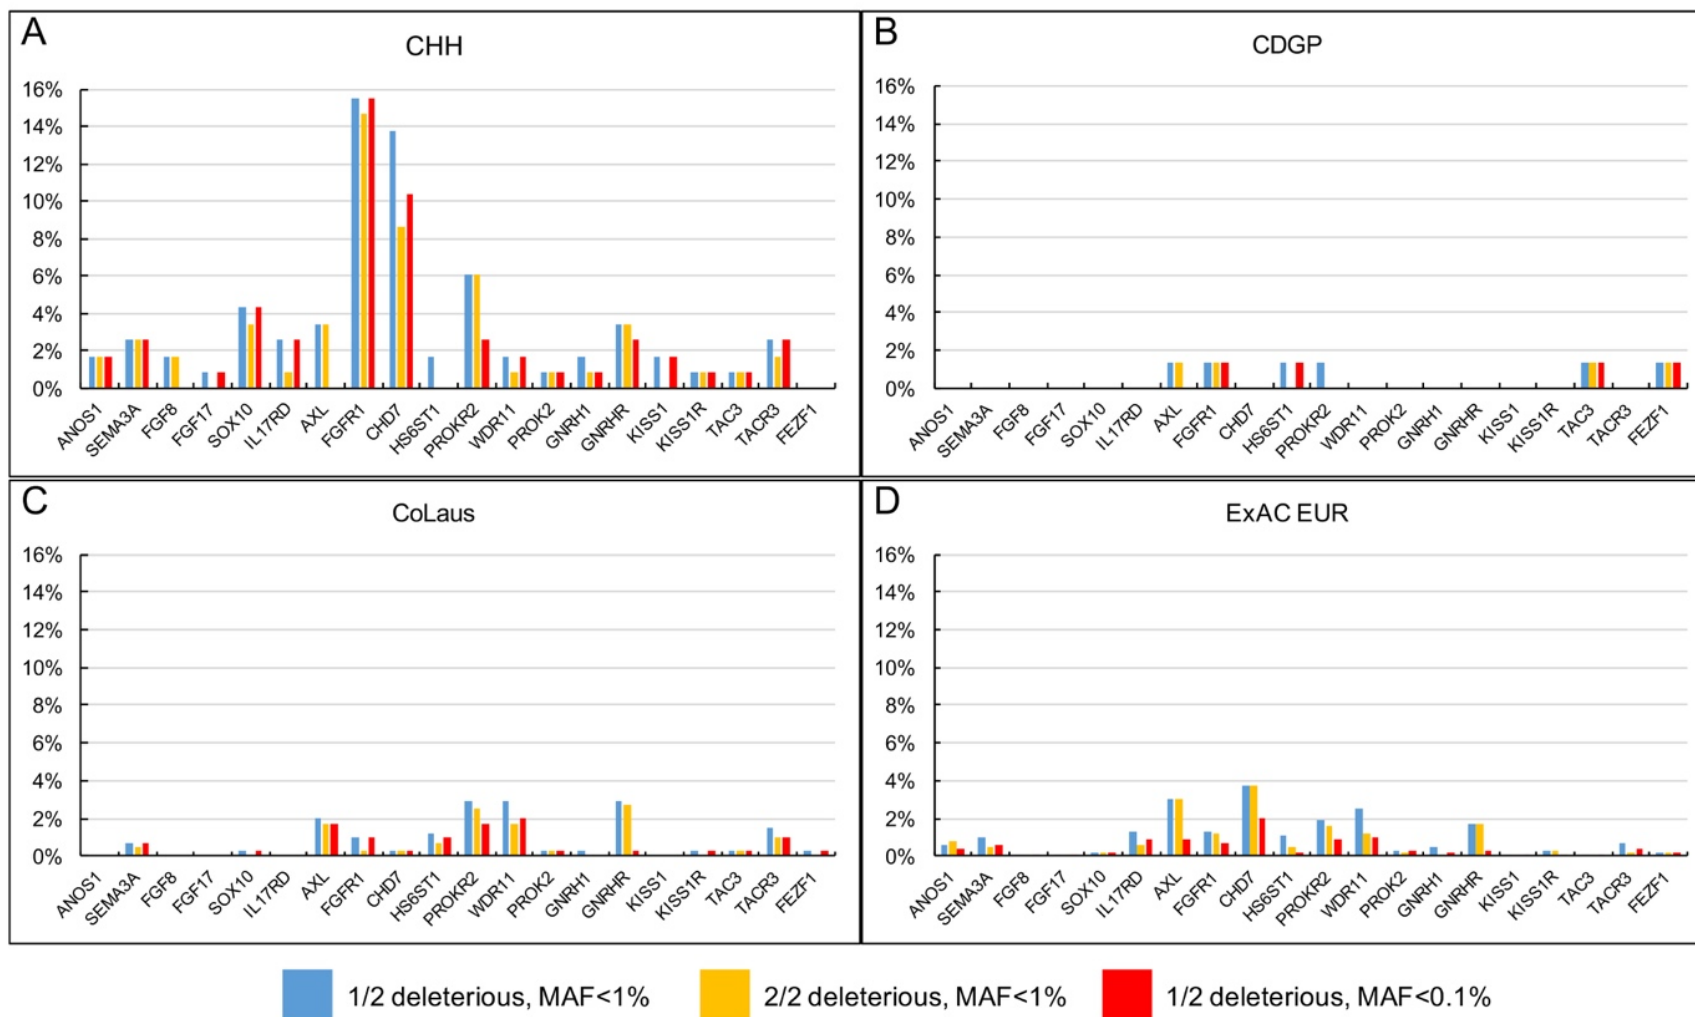 A
CHH
16%
14%
12%
10%
8%
6%
4%
2%
0%
ANOS1
SEMA3A
FGF8
FGF17
SOX10
IL17RD
AXL
FGFR1
CHD7
HS6ST1
PROKR2
WDR11
PROK2
GNRH1
GNRHR
KISS1
KISS1R
TAC3
TACR3
FEZF1
B
CDGP
16%
14%
12%
10%
8%
6%
4%
2%
0%
ANOS1
SEMA3A
FGF8
FGF17
SOX10
IL17RD
AXL
FGFR1
CHD7
HS6ST1
PROKR2
WDR11
PROK2
GNRH1
GNRHR
KISS1
KISS1R
TAC3
TACR3
FEZF1
C
CoLaus
16%
14%
12%
10%
8%
6%
4%
2%
0%
ANOS1
SEMA3A
FGF8
FGF17
SOX10
IL17RD
AXL
FGFR1
CHD7
HS6ST1
PROKR2
WDR11
PROK2
GNRH1
GNRHR
KISS1
KISS1R
TAC3
TACR3
FEZF1
D
ExAC EUR
16%
14%
12%
10%
8%
6%
4%
2%
0%
ANOS1
SEMA3A
FGF8
FGF17
SOX10
IL17RD
AXL
FGFR1
CHD7
HS6ST1
PROKR2
WDR11
PROK2
GNRH1
GNRHR
KISS1
KISS1R
TAC3
TACR3
FEZF1
1/2 deleterious, MAF<1%
2/2 deleterious, MAF<1%
1/2 deleterious, MAF<0.1%